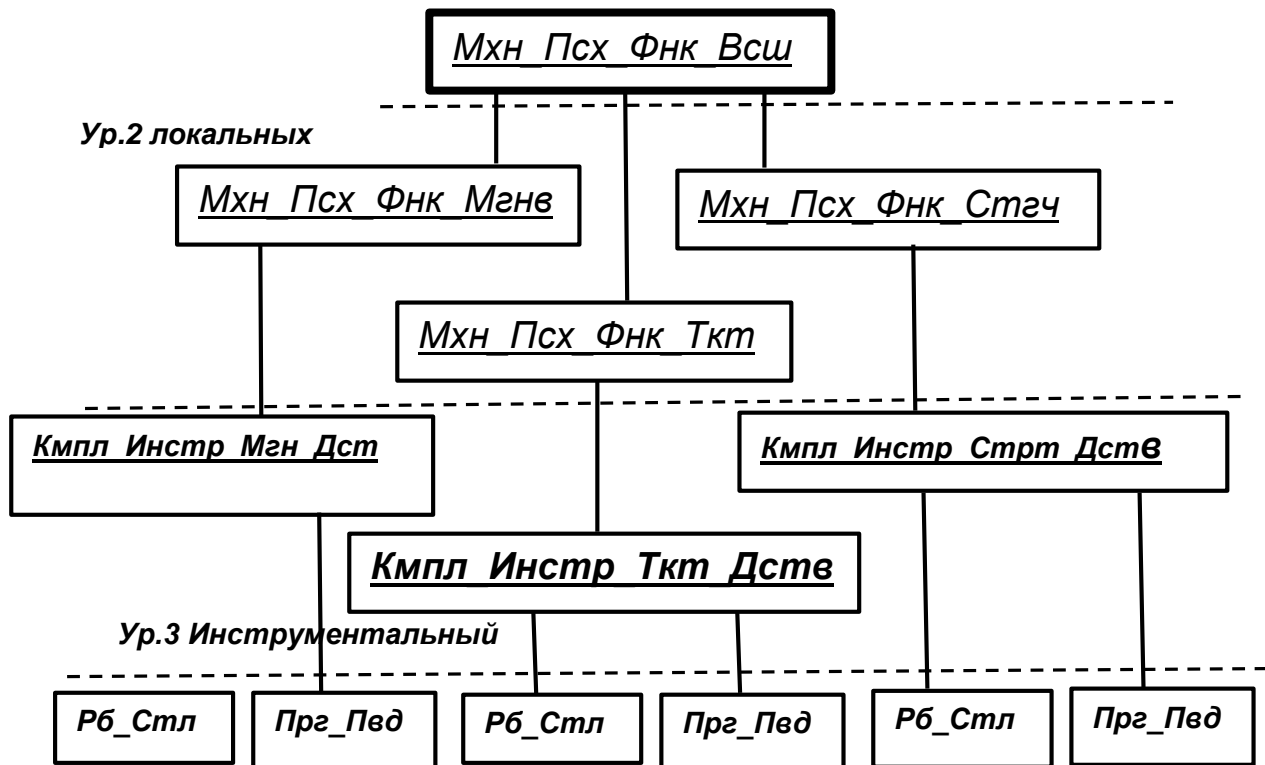 Мхн_Псх_Фнк_Всш
Ур.2 локальных
Мхн_Псх_Фнк_Мгнв
Мхн_Псх_Фнк_Стгч
Мхн_Псх_Фнк_Ткт
Кмпл_Инстр_Мгн_Дст
Кмпл_Инстр_Стрт_Дств
Кмпл_Инстр_Ткт_Дств
Ур.3 Инструментальный
Рб_Стл
Прг_Пвд
Рб_Стл
Прг_Пвд
Рб_Стл
Прг_Пвд